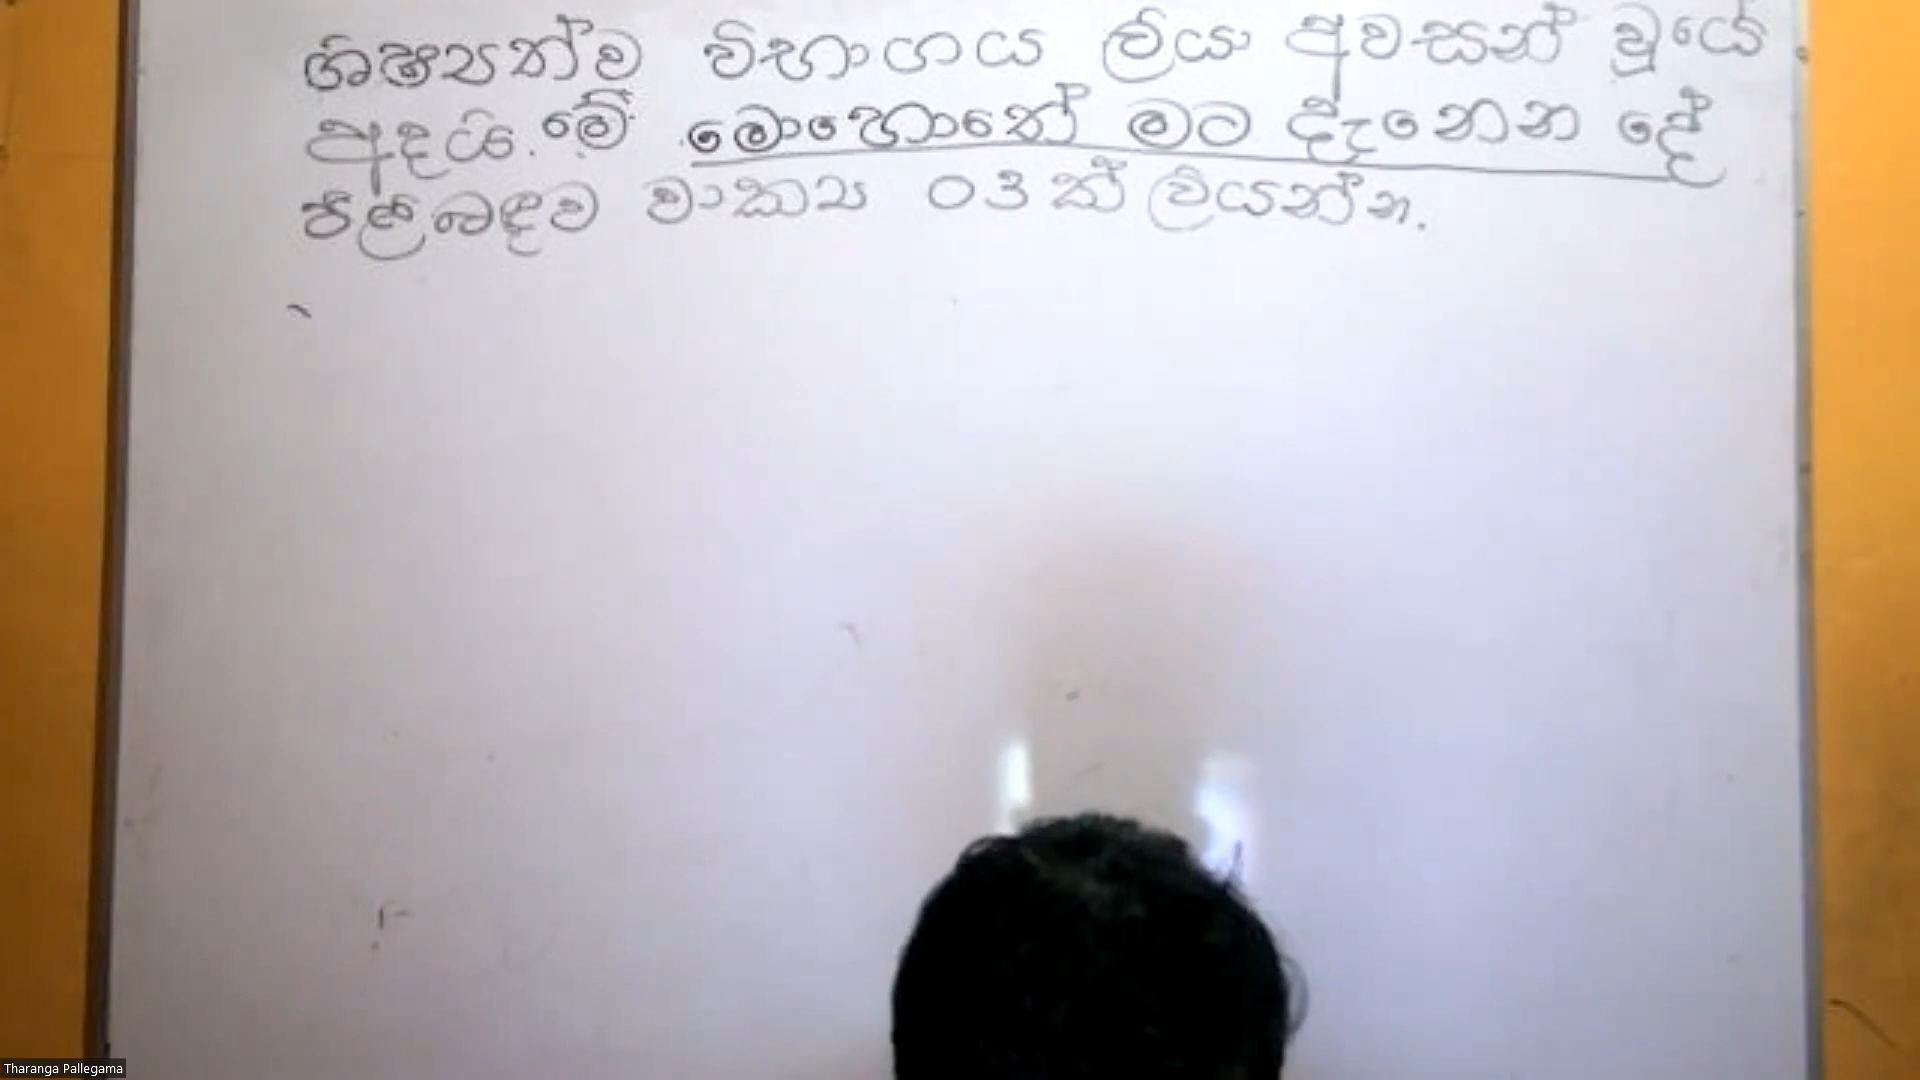 ශිෂ්‍යත්ව විභාගය ලියා අවසන් වූයේ
අදයි. මේ මොහොතේ මට දැනෙන දේ
පිළිබඳව වාක්‍ය 03ක් ලියන්න.
Tharanga Pallegama